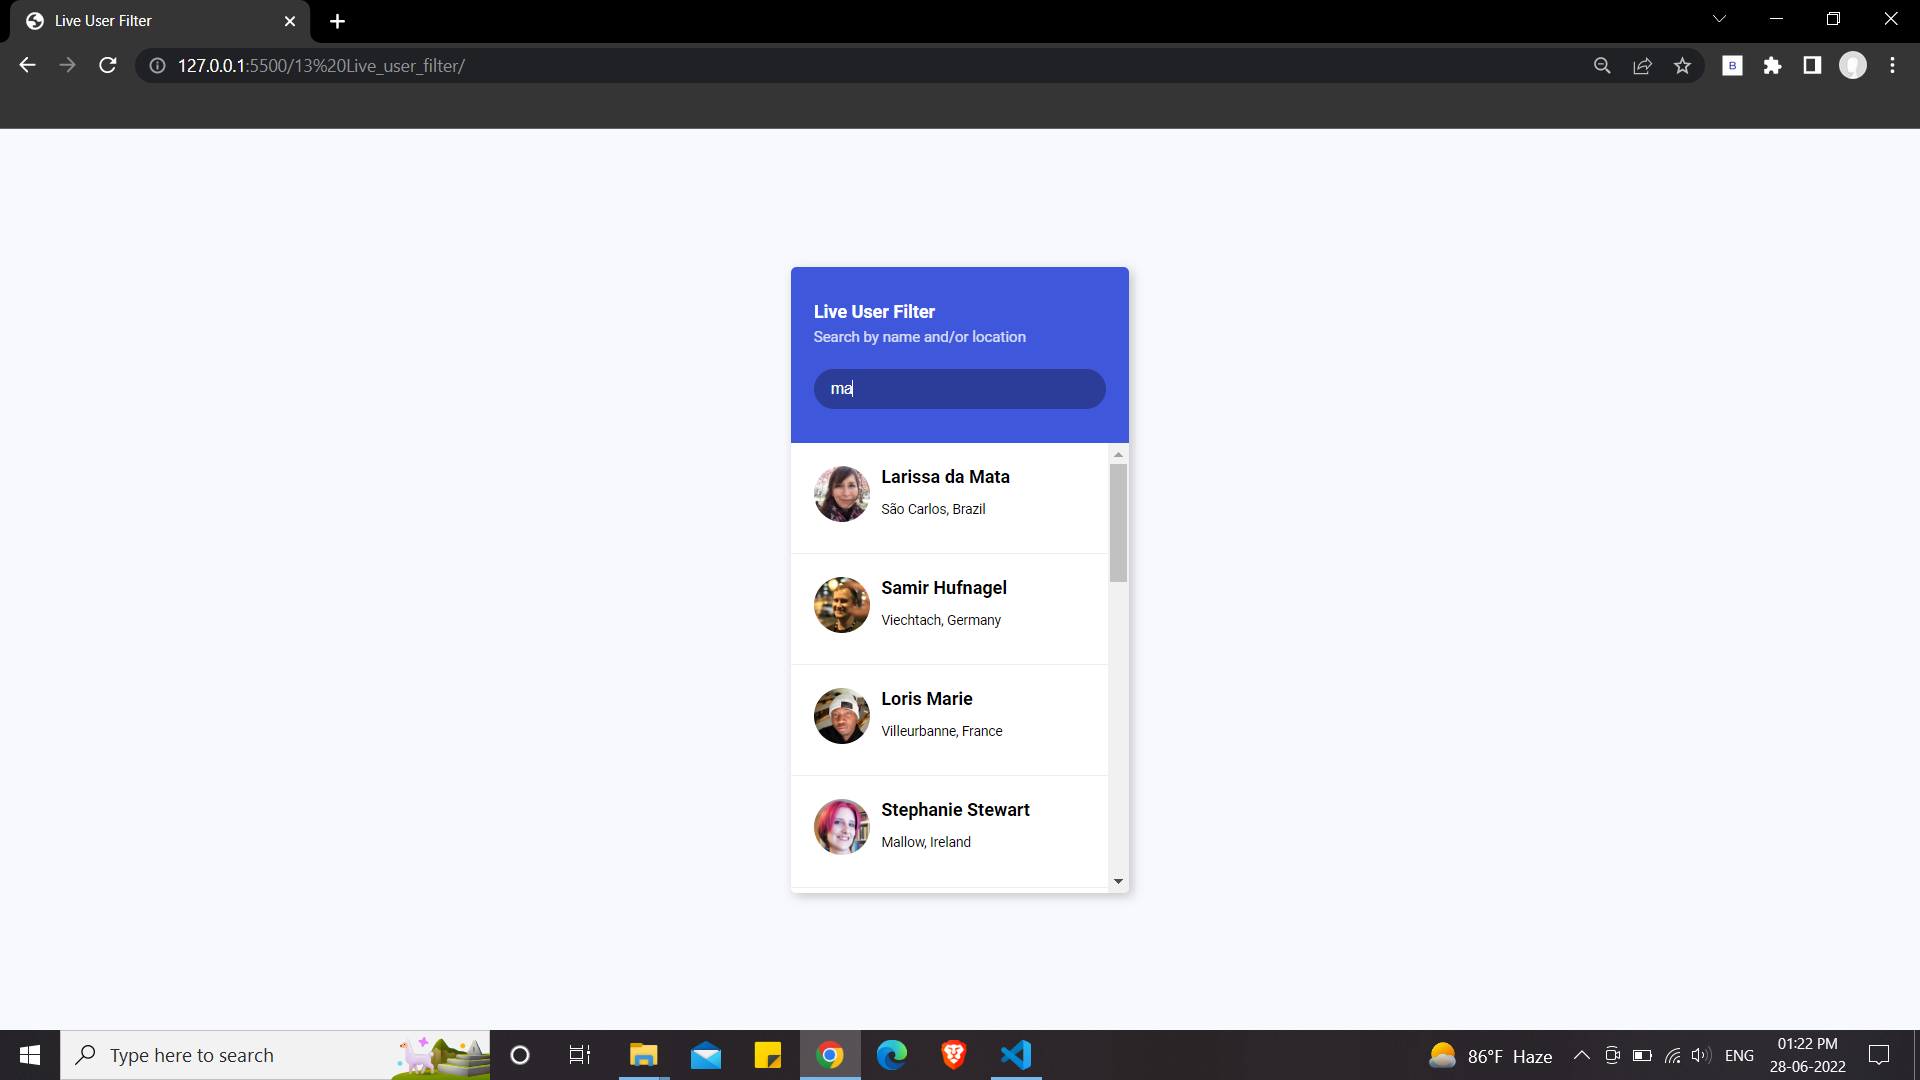 Live User Filter
127.0.0.1:5500/13%20Live_user_filter/
B
Live User Filter
Search by name and/or location
ma
Larissa da Mata
São Carlos, Brazil
Samir Hufnagel
Viechtach, Germany
Loris Marie
Villeurbanne, France
Stephanie Stewart
Mallow, Ireland
Type here to search
86°F Haze
ENG
01:22 PM
28-06-2022